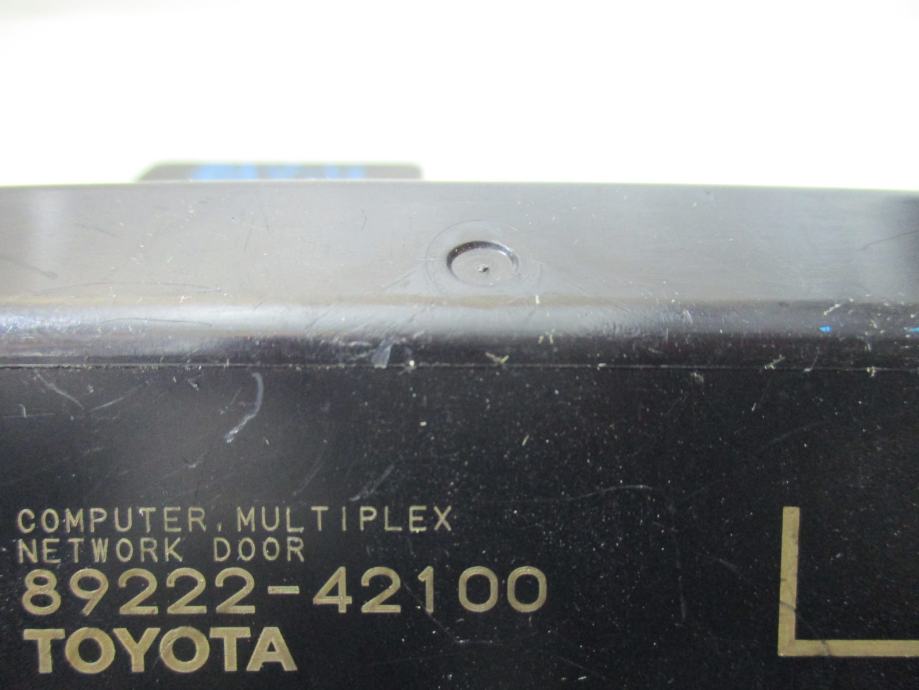 COMPUTER, MULTIPLEX
NETWORK DOOR
89222-42100
TOYOTA
L